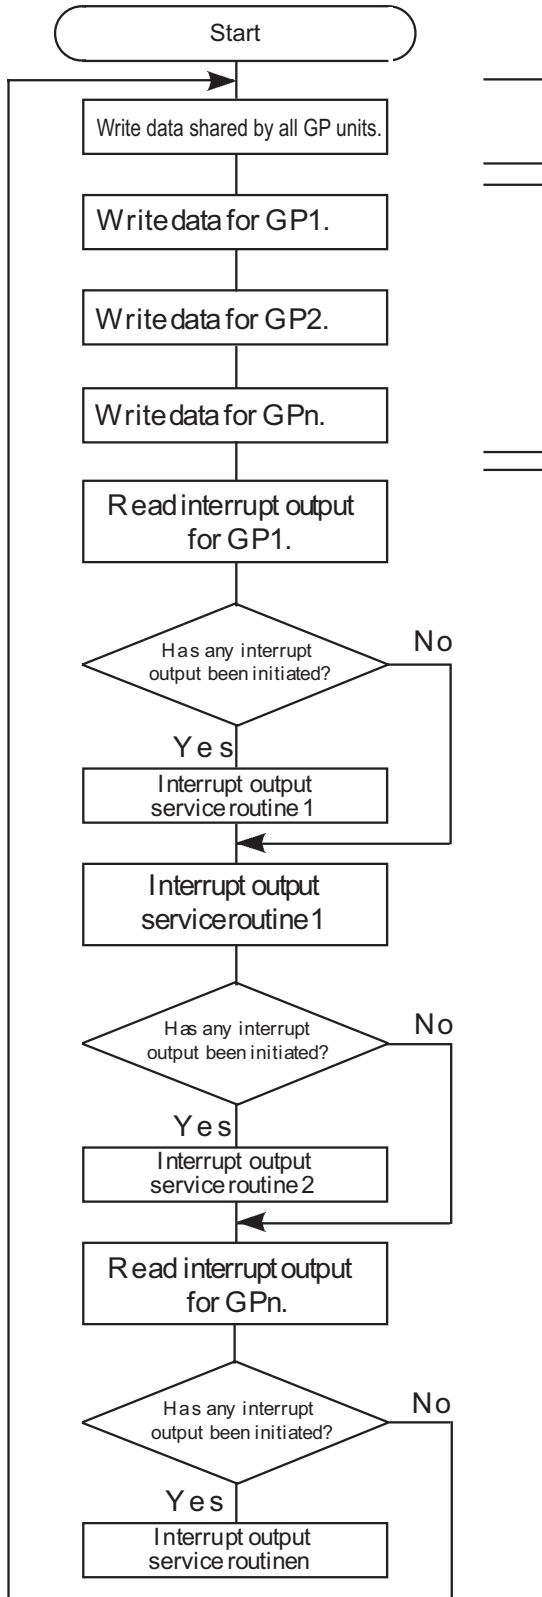 Start
Write data shared by all GP units.
Write data for GP1.
Write data for GP2.
Write data for GPn.
Read interrupt output
for GP1.
Has any interrupt
output been initiated?
No
Yes
Interrupt output
service routine 1
Interrupt output
service routine 1
Has any interrupt
output been initiated?
No
Yes
Interrupt output
service routine 2
Read interrupt output
for GPn.
Has any interrupt
output been initiated?
No
Yes
Interrupt output
service routinen